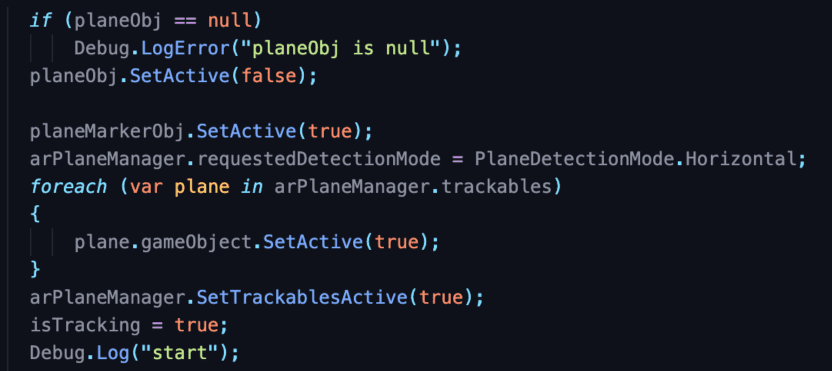 if (planeObj == null)
Debug.LogError("planeObj is null");
planeObj.SetActive(false);
planeMarkerObj.SetActive(true);
arPlaneManager.requestedDetectionMode = PlaneDetectionMode.Horizontal;
foreach (var plane in arPlaneManager.trackables)
{
plane.gameObject.SetActive(true);
}
arPlaneManager.SetTrackablesActive(true);
isTracking = true;
Debug.Log("start");